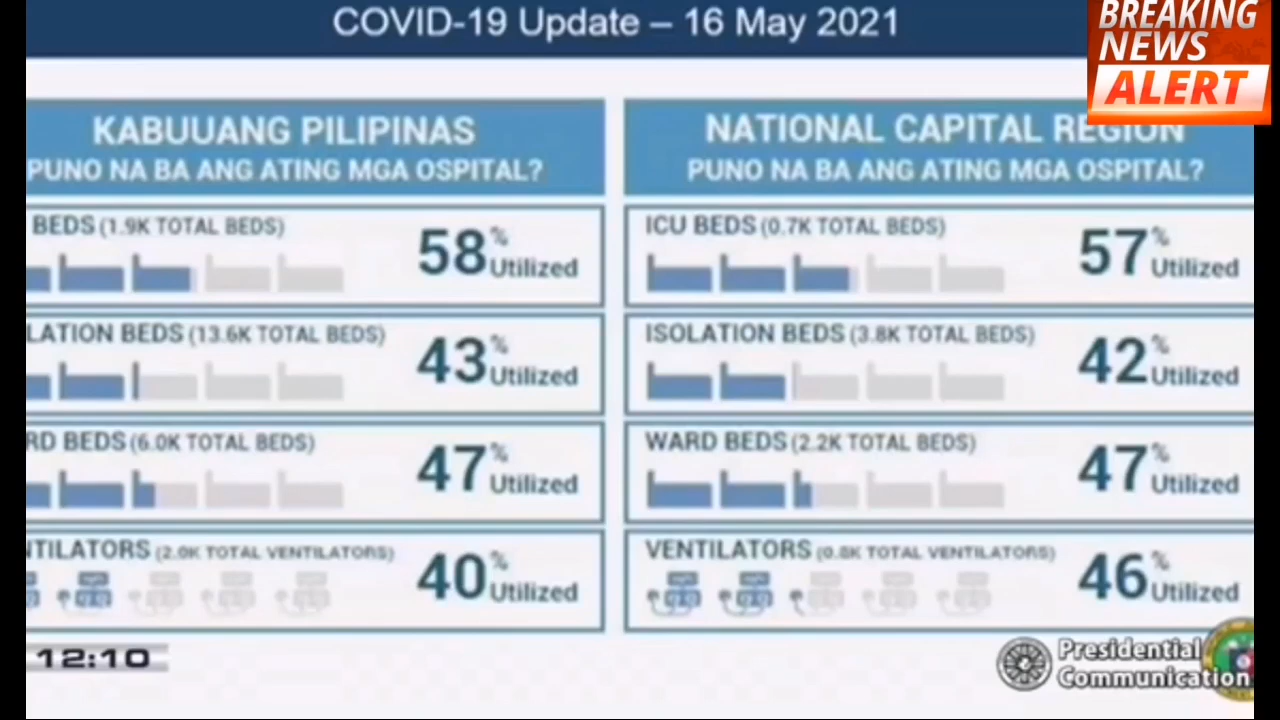 COVID-19 Update – 16 May 2021
BREAKING
NEWS
ALERT
KABUUANG PILIPINAS
PUNO NA BA ANG ATING MGA OSPITAL?
BEDS (1.9K TOTAL BEDS)
58% Utilized
LATION BEDS (13.6K TOTAL BEDS)
43% Utilized
RD BEDS (6.0K TOTAL BEDS)
47% Utilized
NTILATORS (2.0K TOTAL VENTILATORS)
40% Utilized
NATIONAL CAPITAL REGION
PUNO NA BA ANG ATING MGA OSPITAL?
ICU BEDS (0.7K TOTAL BEDS)
57% Utilized
ISOLATION BEDS (3.8K TOTAL BEDS)
42% Utilized
WARD BEDS (2.2K TOTAL BEDS)
47% Utilized
VENTILATORS (0.8K TOTAL VENTILATORS)
46% Utilized
12:10
Presidential
Communication